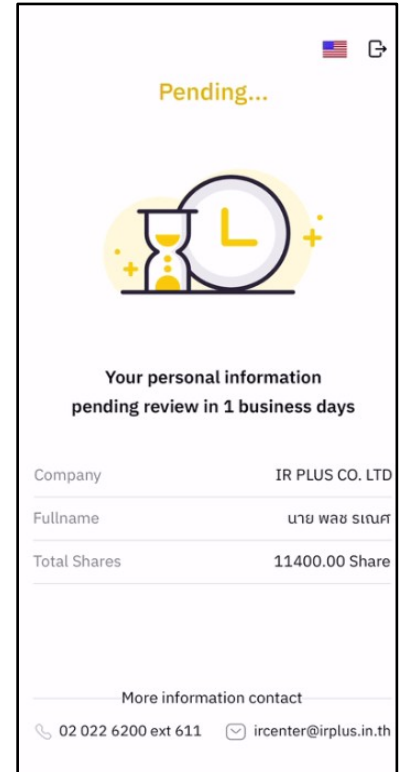 Pending...
Your personal information
pending review in 1 business days
Company IR PLUS CO. LTD
Fullname นาย พลช ธเณศ
Total Shares 11400.00 Share
More information contact
02 022 6200 ext 611 ircenter@irplus.in.th